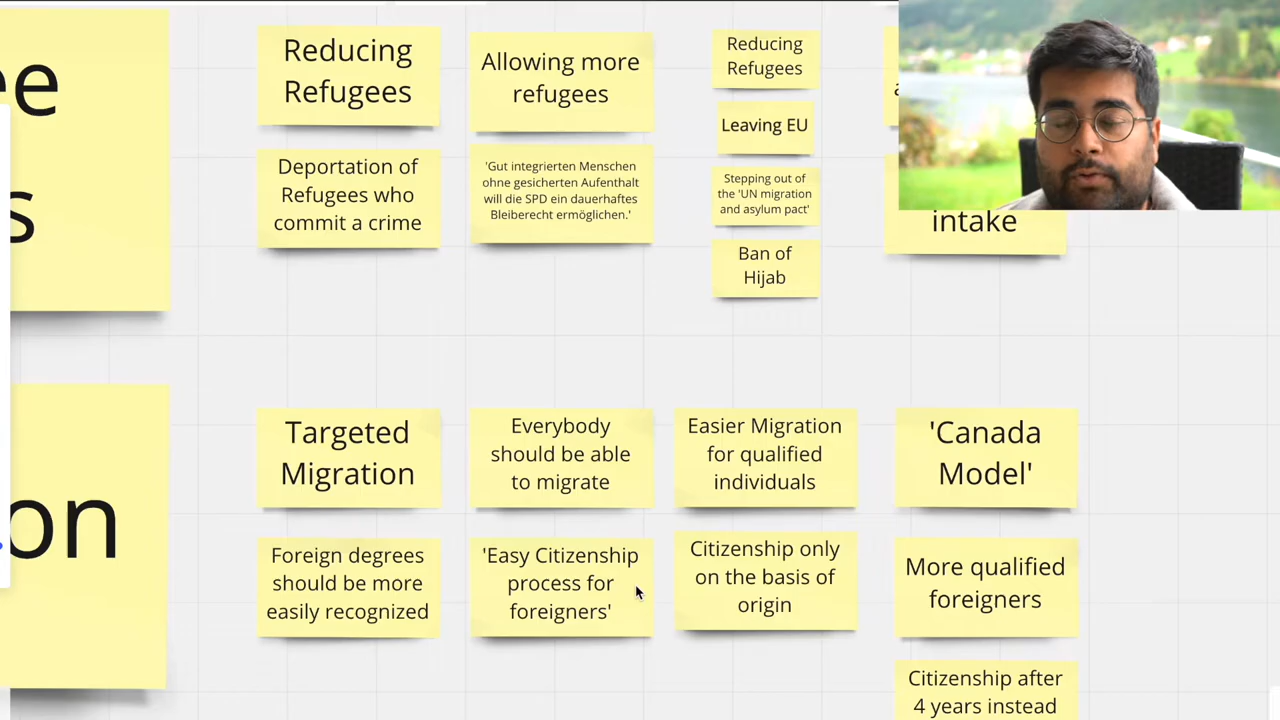 ee
s
Reducing
Refugees
Deportation of
Refugees who
commit a crime
Allowing more
refugees
'Gut integrierten Menschen
ohne gesicherten Aufenthalt
will die SPD ein dauerhaftes
Bleiberecht ermöglichen.'
Reducing
Refugees
Leaving EU
Stepping out of
the 'UN migration
and asylum pact'
Ban of
Hijab
intake
on
Targeted
Migration
Foreign degrees
should be more
easily recognized
Everybody
should be able
to migrate
'Easy Citizenship
process for
foreigners'
Easier Migration
for qualified
individuals
Citizenship only
on the basis of
origin
'Canada
Model'
More qualified
foreigners
Citizenship after
4 years instead